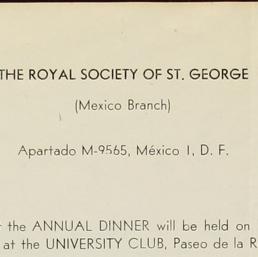 THE ROYAL SOCIETY OF ST. GEORGE
(Mexico Branch)
Apartado M-9565, México 1, D. F.
the ANNUAL DINNER will be held on
at the UNIVERSITY CLUB, Paseo de la